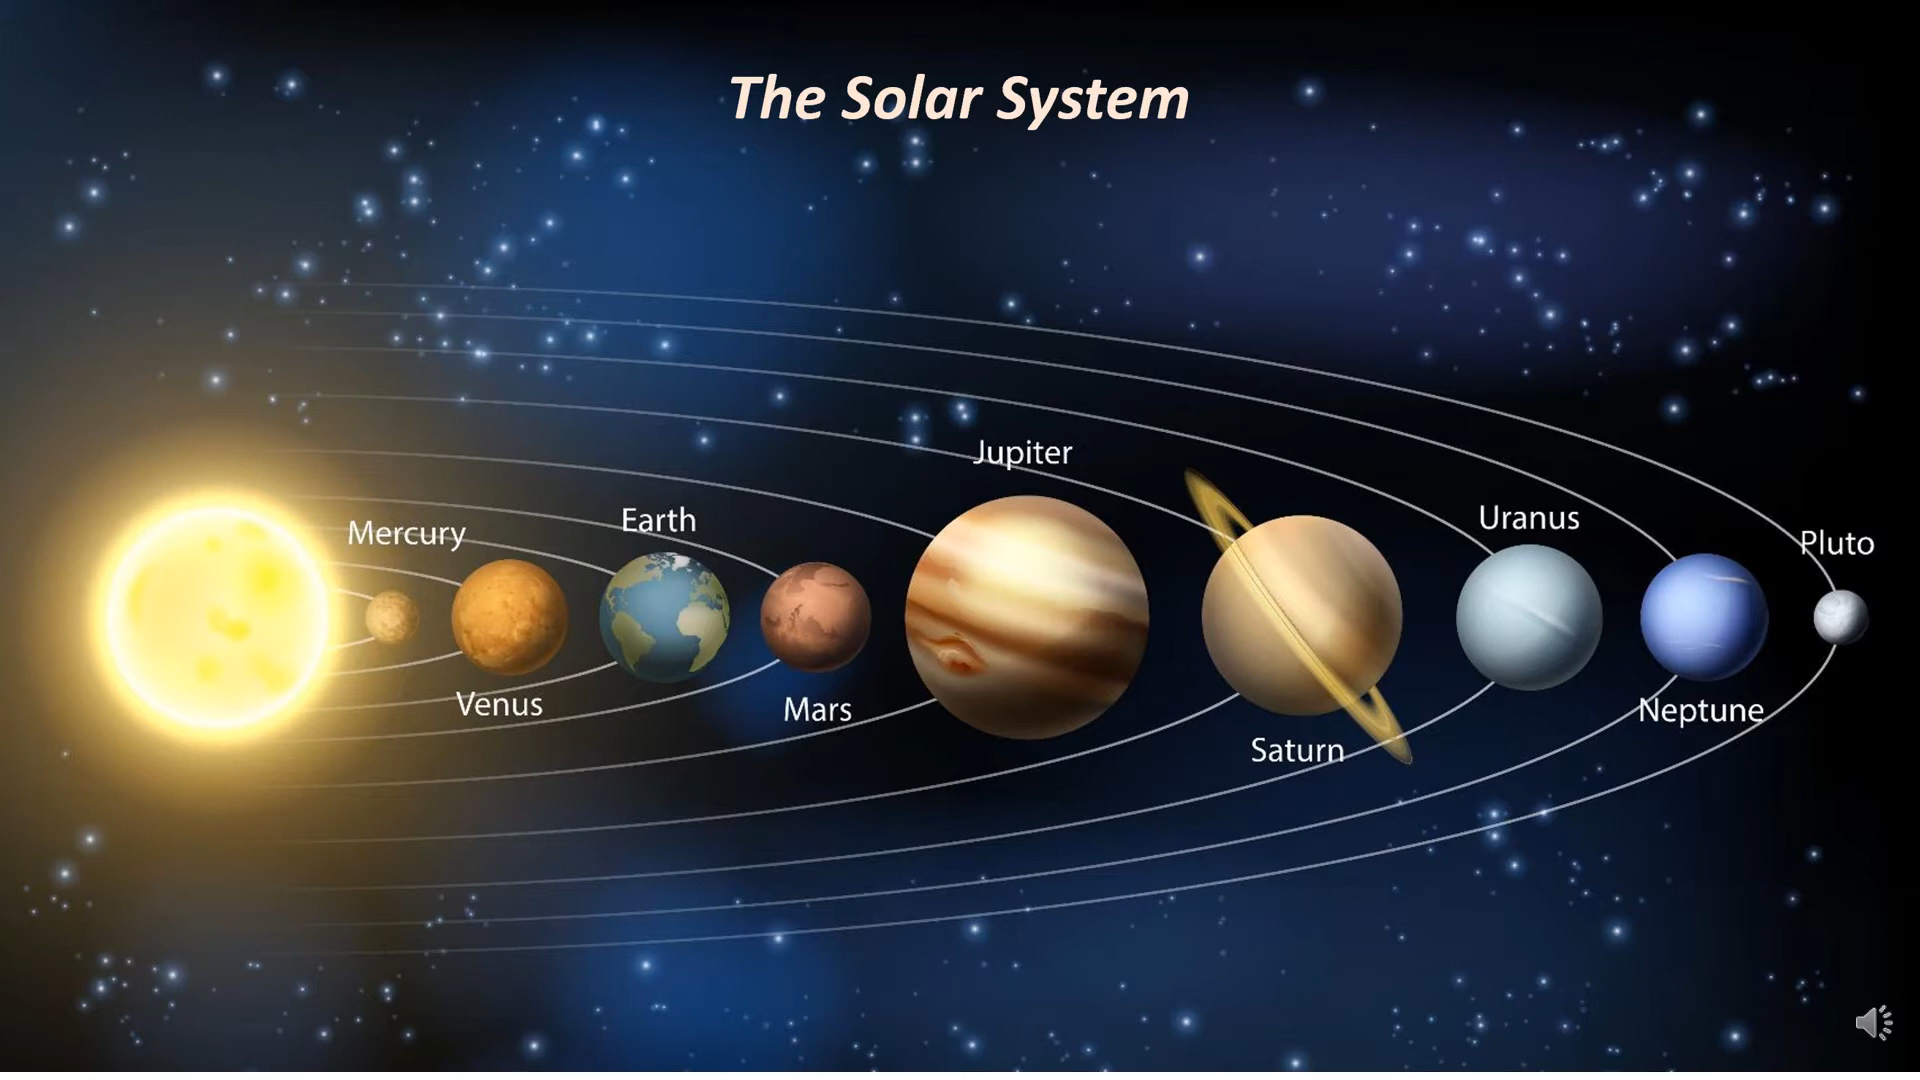 The Solar System
Jupiter
Mercury
Earth
Uranus
Pluto
Venus
Mars
Saturn
Neptune